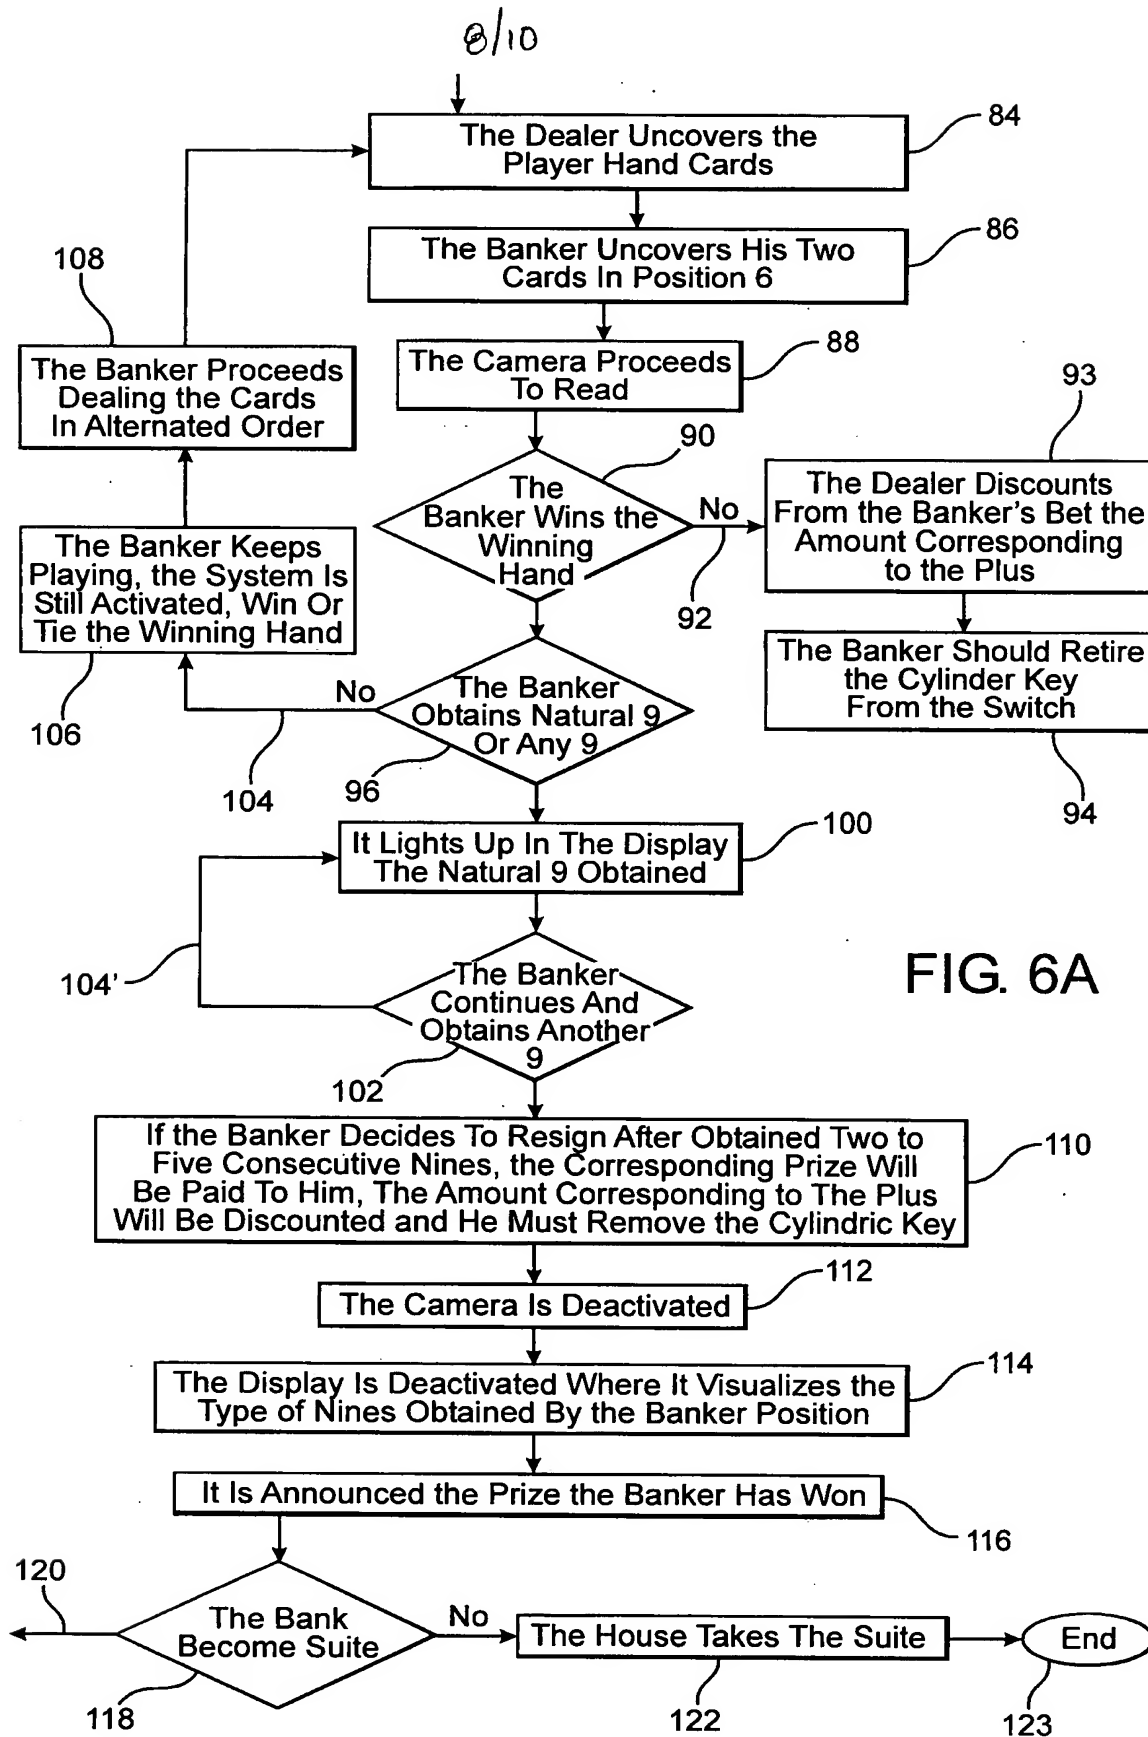 8/10
The Dealer Uncovers the
Player Hand Cards
84
The Banker Uncovers His Two
Cards In Position 6
86
108
The Banker Proceeds
Dealing the Cards
In Alternated Order
The Camera Proceeds
To Read
88
93
90
The
Banker Wins the
Winning
Hand
No
92
The Dealer Discounts
From the Banker's Bet the
Amount Corresponding
to the Plus
The Banker Keeps
Playing, the System Is
Still Activated, Win Or
Tie the Winning Hand
106
The Banker Should Retire
the Cylinder Key
From the Switch
94
No
104
The Banker
Obtains Natural 9
Or Any 9
96
It Lights Up In The Display
The Natural 9 Obtained
100
104'
The Banker
Continues And
Obtains Another
9
102
FIG. 6A
If the Banker Decides To Resign After Obtained Two to
Five Consecutive Nines, the Corresponding Prize Will
Be Paid To Him, The Amount Corresponding to The Plus
Will Be Discounted and He Must Remove the Cylindric Key
110
The Camera Is Deactivated
112
The Display Is Deactivated Where It Visualizes the
Type of Nines Obtained By the Banker Position
114
It Is Announced the Prize the Banker Has Won
116
120
The Bank
Become Suite
118
No
The House Takes The Suite
122
End
123